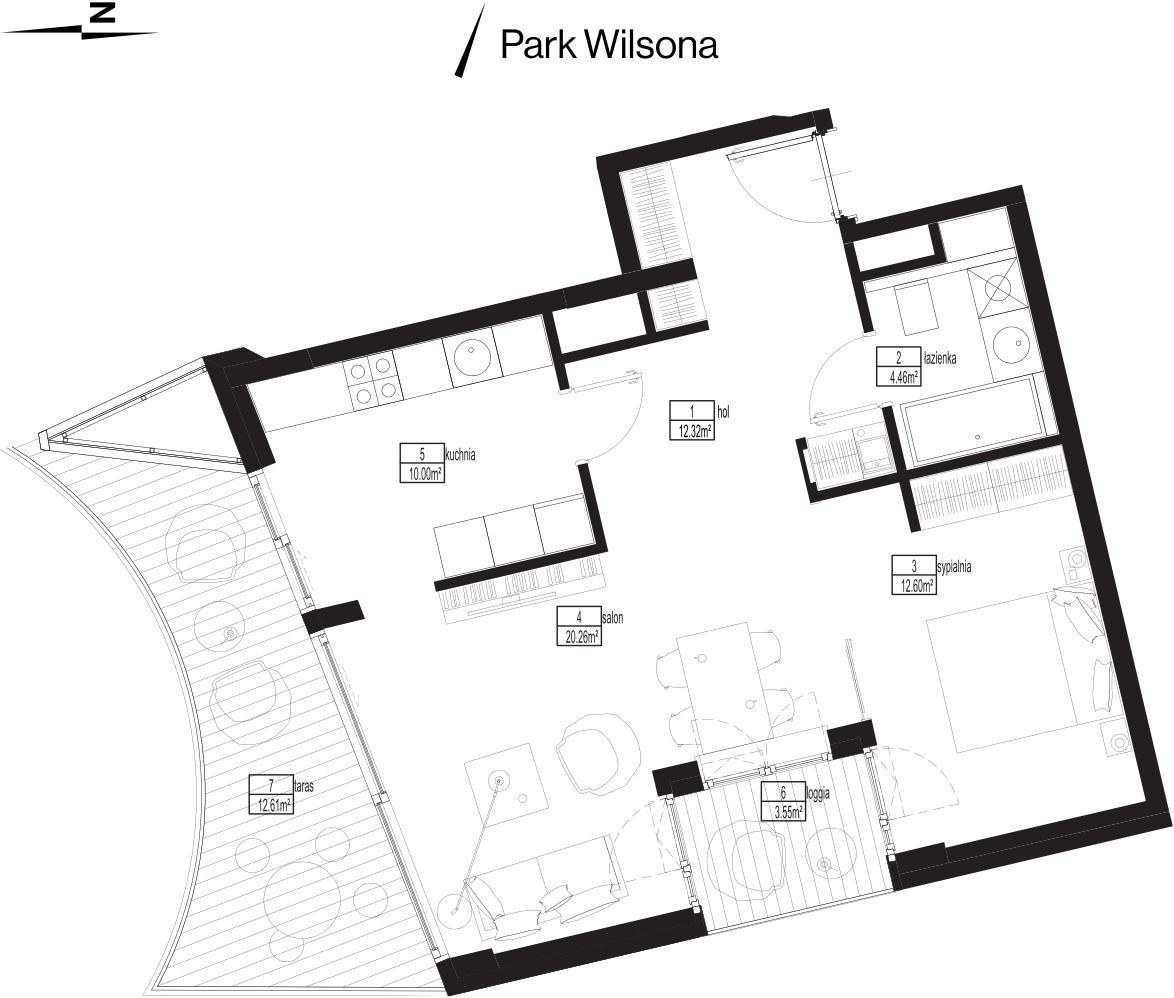 N
Park Wilsona
2 łazienka
4.46m²
1 hol
12.32m²
5 kuchnia
10.00m²
3 sypialnia
12.60m²
4 salon
20.26m²
7 taras
12.61m²
6 loggia
3.55m²